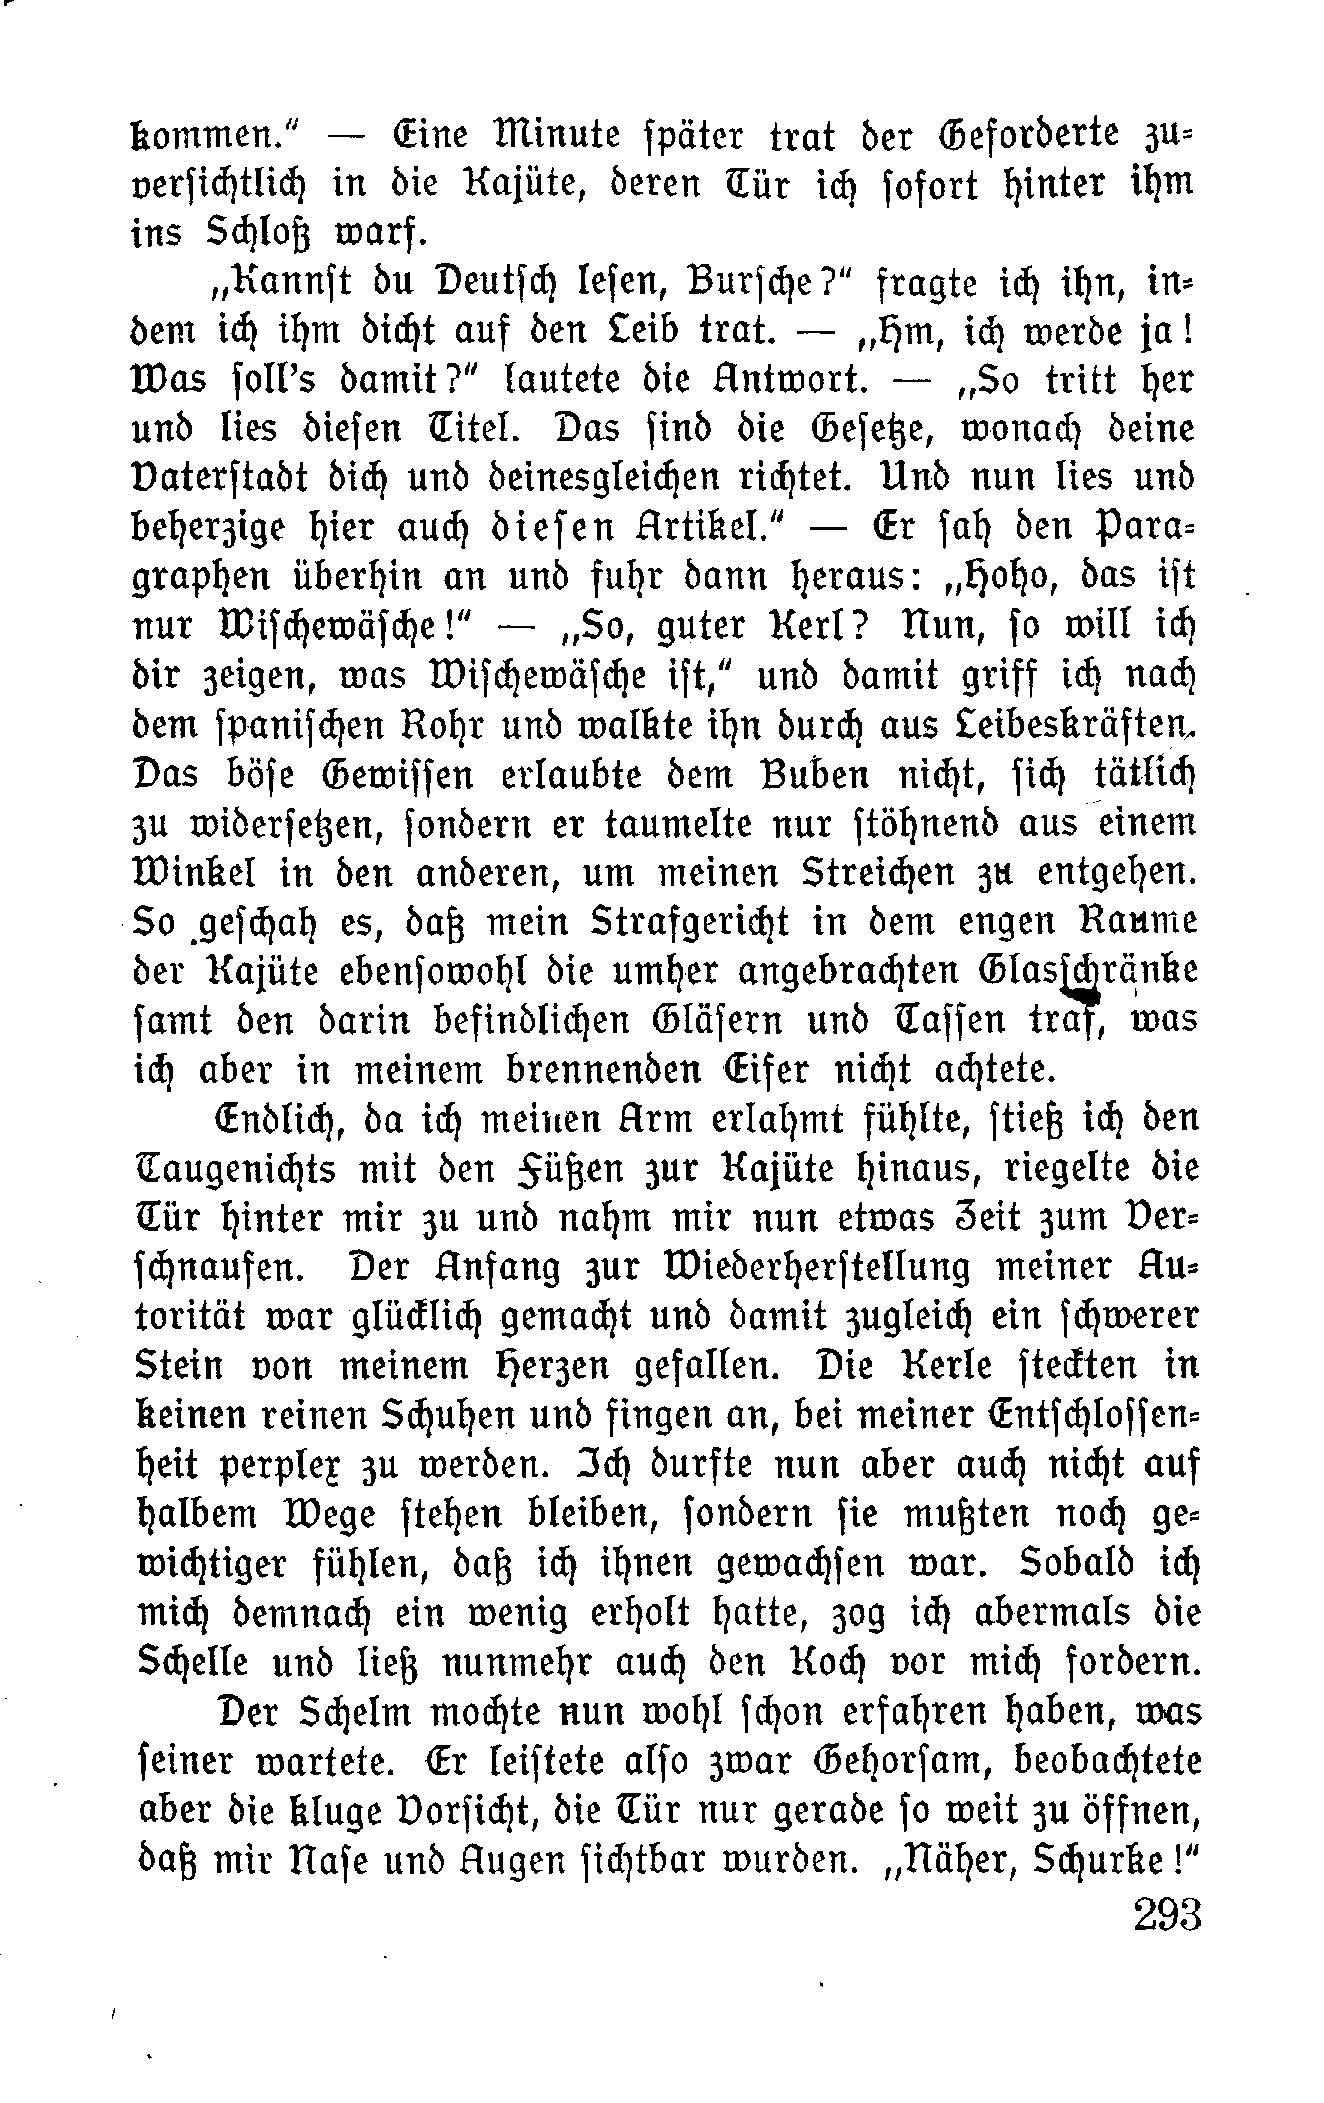 kommen." — Eine Minute ſpäter trat der Geforderte zu⸗
verſichtlich in die Kajüte, deren Tür ich ſofort hinter ihm
ins Schloß warf.
„Kannſt du Deutſch leſen, Burſche?" fragte ich ihn, in⸗
dem ich ihm dicht auf den Leib trat. — „Hm, ich werde ja!
Was ſoll's damit?" lautete die Antwort. — „So tritt her
und lies dieſen Titel. Das ſind die Geſetze, wonach deine
Vaterſtadt dich und deinesgleichen richtet. Und nun lies und
beherzige hier auch dieſen Artikel." — Er ſah den Para⸗
graphen überhin an und fuhr dann heraus: „Hoho, das iſt
nur Wiſchewäſche!" — „So, guter Kerl? Nun, ſo will ich
dir zeigen, was Wiſchewäſche iſt," und damit griff ich nach
dem ſpaniſchen Rohr und walkte ihn durch aus Leibeskräften.
Das böſe Gewiſſen erlaubte dem Buben nicht, ſich tätlich
zu widerſetzen, ſondern er taumelte nur ſtöhnend aus einem
Winkel in den anderen, um meinen Streichen zu entgehen.
So geſchah es, daß mein Strafgericht in dem engen Raume
der Kajüte ebenſowohl die umher angebrachten Glasſchränke
ſamt den darin befindlichen Gläſern und Taſſen traf, was
ich aber in meinem brennenden Eifer nicht achtete.
Endlich, da ich meinen Arm erlahmt fühlte, ſtieß ich den
Taugenichts mit den Füßen zur Kajüte hinaus, riegelte die
Tür hinter mir zu und nahm mir nun etwas Zeit zum Ver⸗
ſchnaufen. Der Anfang zur Wiederherſtellung meiner Au⸗
torität war glücklich gemacht und damit zugleich ein ſchwerer
Stein von meinem Herzen gefallen. Die Kerle ſteckten in
keinen reinen Schuhen und fingen an, bei meiner Entſchloſſen⸗
heit perplex zu werden. Ich durfte nun aber auch nicht auf
halbem Wege ſtehen bleiben, ſondern ſie mußten noch ge⸗
wichtiger fühlen, daß ich ihnen gewachſen war. Sobald ich
mich demnach ein wenig erholt hatte, zog ich abermals die
Schelle und ließ nunmehr auch den Koch vor mich fordern.
Der Schelm mochte nun wohl ſchon erfahren haben, was
ſeiner wartete. Er leiſtete alſo zwar Gehorſam, beobachtete
aber die kluge Vorſicht, die Tür nur gerade ſo weit zu öffnen,
daß mir Naſe und Augen ſichtbar wurden. „Näher, Schurke!"
293